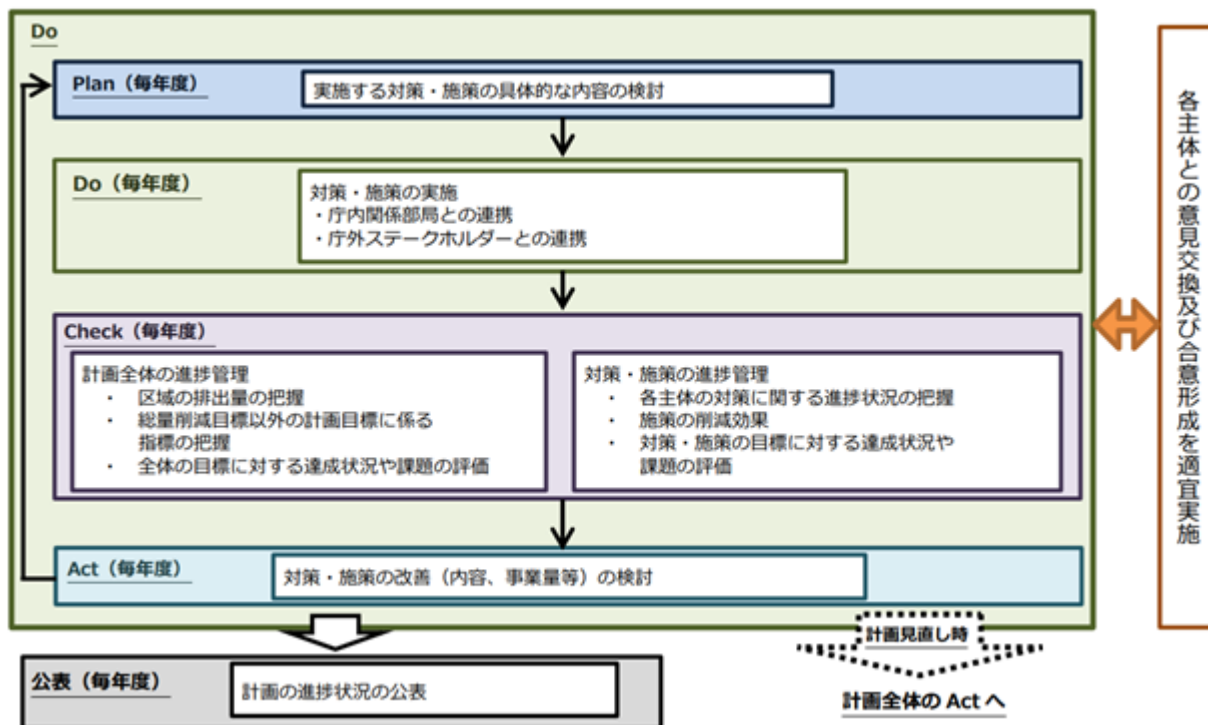 Do
Plan（毎年度）
実施する対策・施策の具体的な内容の検討
Do（毎年度）
対策・施策の実施
・庁内関係部局との連携
・庁外ステークホルダーとの連携
Check（毎年度）
計画全体の進捗管理
・ 区域の排出量の把握
・ 総量削減目標以外の計画目標に係る
指標の把握
・ 全体の目標に対する達成状況や課題の評価
対策・施策の進捗管理
・ 各主体の対策に関する進捗状況の把握
・ 施策の削減効果
・ 対策・施策の目標に対する達成状況や
課題の評価
Act（毎年度）
対策・施策の改善（内容、事業量等）の検討
各主体との意見交換及び合意形成を適宜実施
計画見直し時
計画全体の Act へ
公表（毎年度）
計画の進捗状況の公表